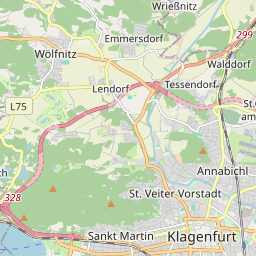 Wrießnitz
Emmersdorf
299
Wölfnitz
Walddorf
Tessendorf
Lendorf
St.
am
L75
Annabichl
St. Veiter Vorstadt
328
Sankt Martin
Klagenfurt